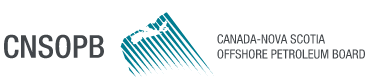 CNSOPB
CANADA-NOVA SCOTIA
OFFSHORE PETROLEUM BOARD